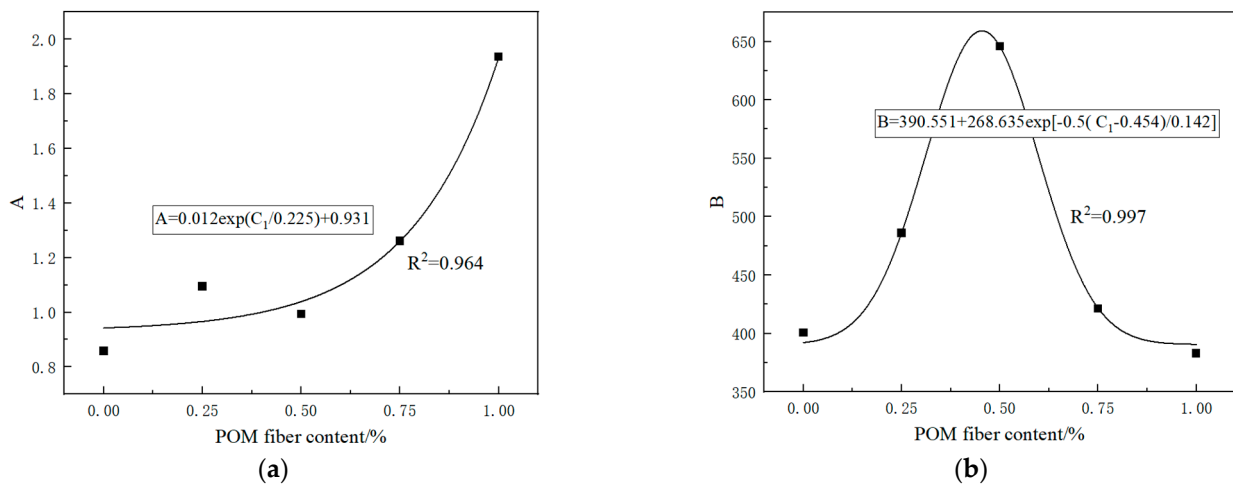 2.0
1.8
1.6
1.4
1.2
1.0
0.8
A
A=0.012exp(C₁/0.225)+0.931
R²=0.964
0.00 0.25 0.50 0.75 1.00
POM fiber content/%
(a)
650
600
550
500
450
400
350
B
B=390.551+268.635exp[-0.5( C₁-0.454)/0.142]
R²=0.997
0.00 0.25 0.50 0.75 1.00
POM fiber content/%
(b)